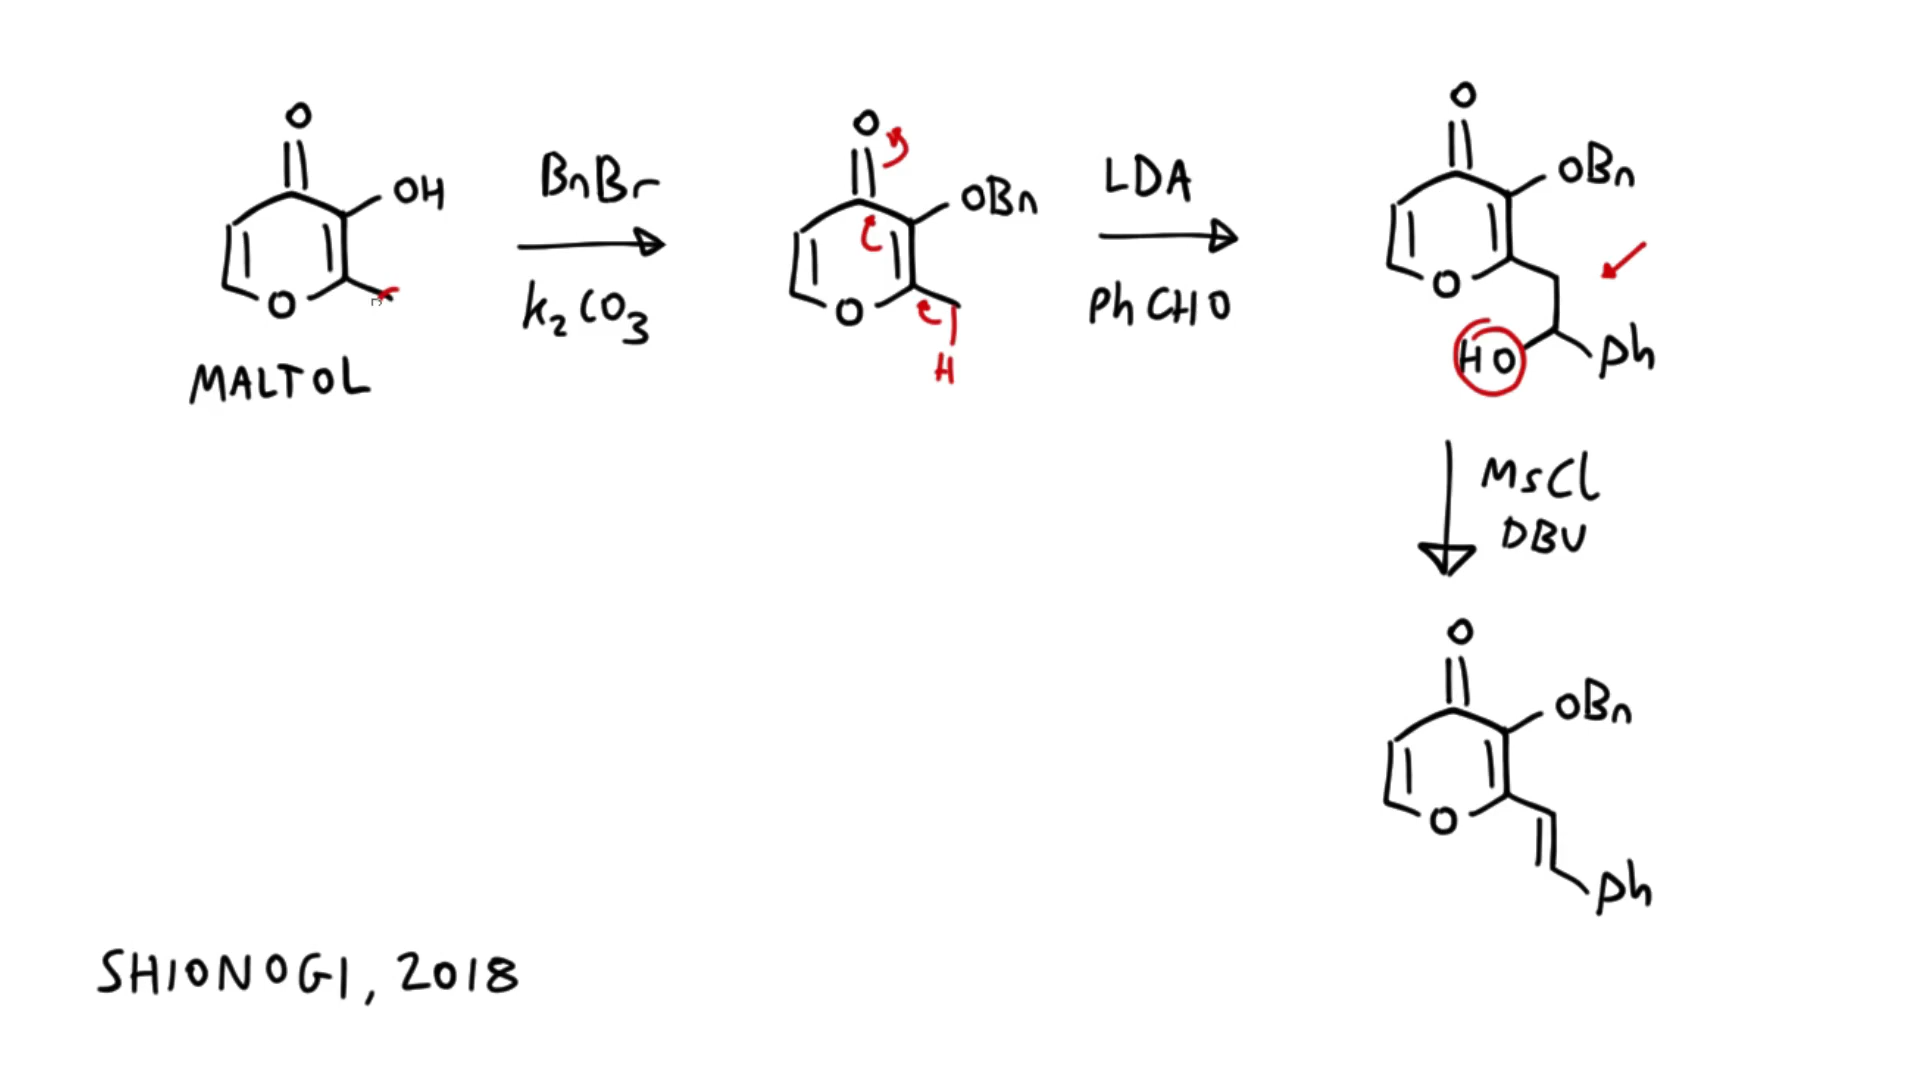 O
OH
O
MALTOL
BnBr
K₂CO₃
O
OBn
O
H
LDA
PhCHO
O
OBn
O
HO
Ph
MsCl
DBU
O
OBn
O
Ph
SHIONOGI, 2018